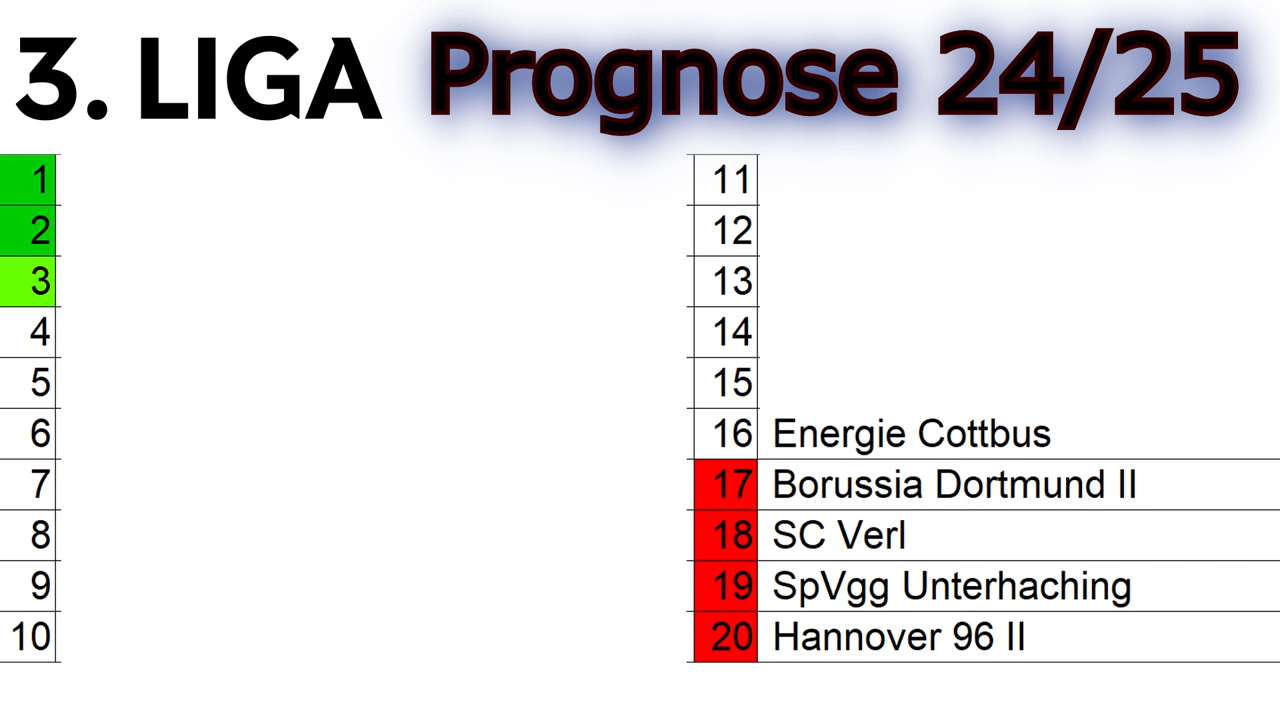 3. LIGA Prognose 24/25
1
2
3
4
5
6
7
8
9
10
11
12
13
14
15
16 Energie Cottbus
17 Borussia Dortmund II
18 SC Verl
19 SpVgg Unterhaching
20 Hannover 96 II